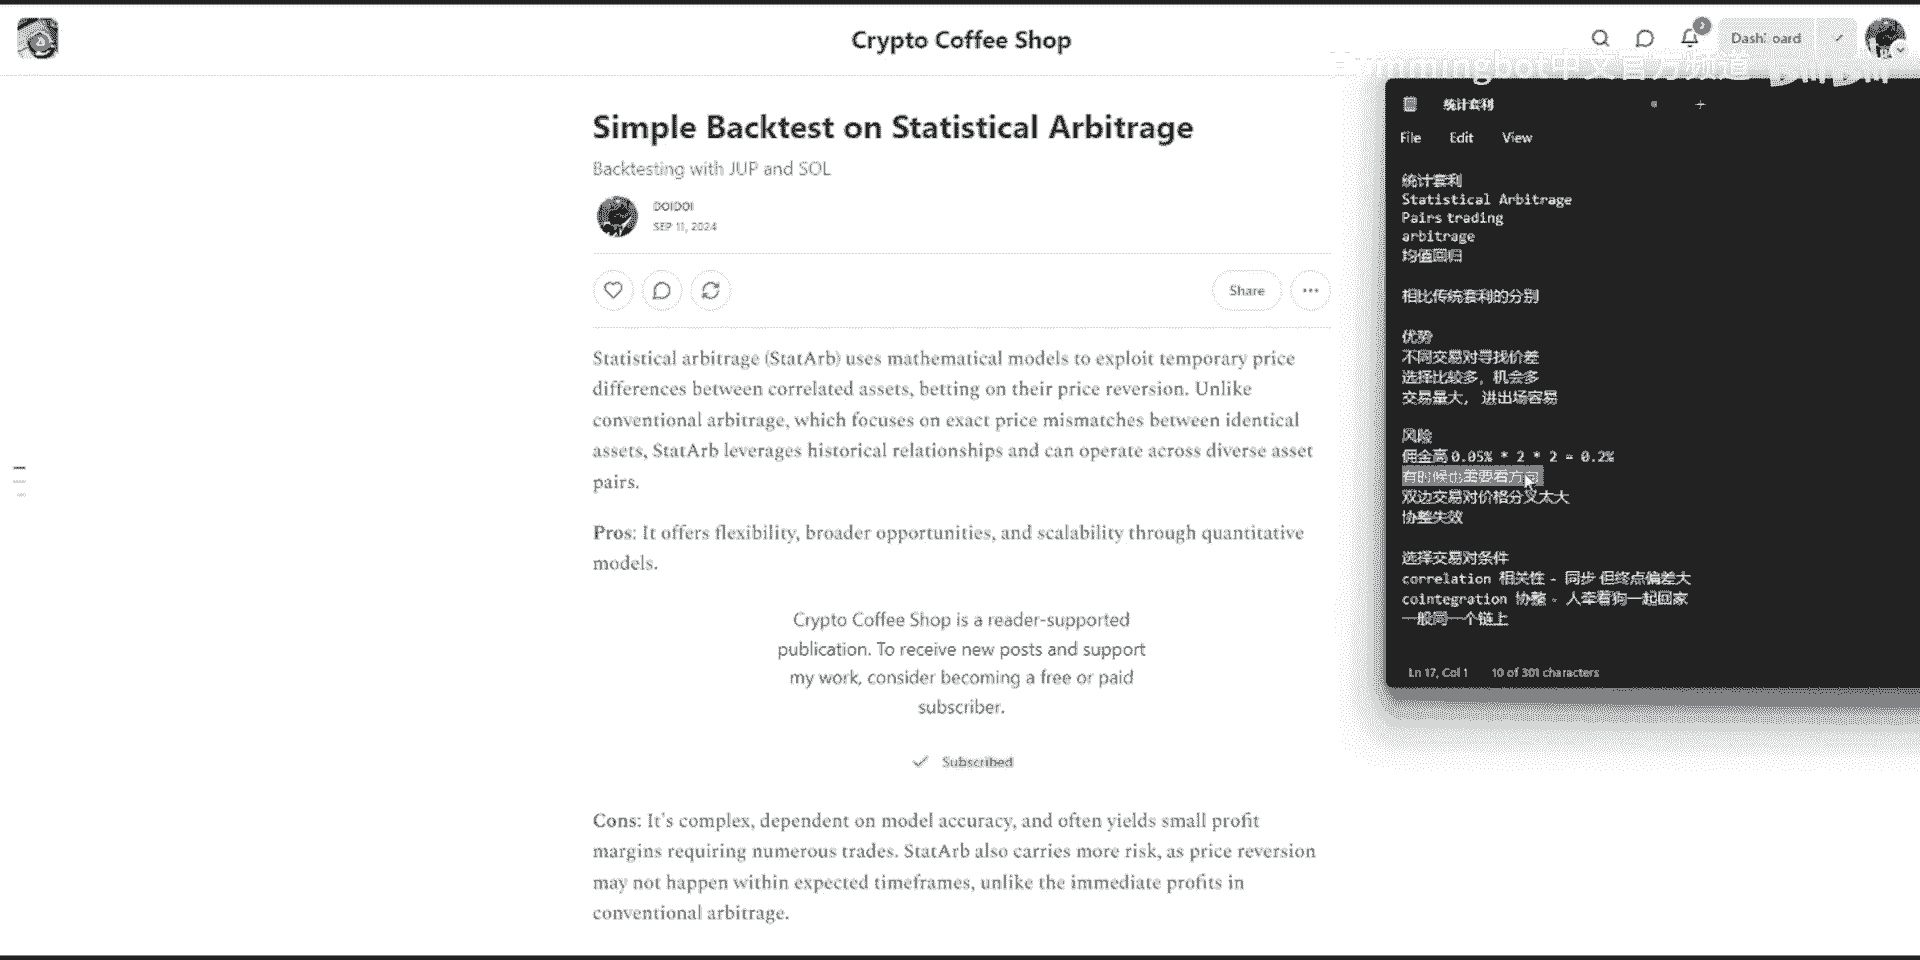 Crypto Coffee Shop
Simple Backtest on Statistical Arbitrage
Backtesting with JUP and SOL
DOIDOI
SEP 11, 2024
Share
Statistical arbitrage (StatArb) uses mathematical models to exploit temporary price
differences between correlated assets, betting on their price reversion. Unlike
conventional arbitrage, which focuses on exact price mismatches between identical
assets, StatArb leverages historical relationships and can operate across diverse asset
pairs.
Pros: It offers flexibility, broader opportunities, and scalability through quantitative
models.
Crypto Coffee Shop is a reader-supported
publication. To receive new posts and support
my work, consider becoming a free or paid
subscriber.
Subscribed
Cons: It's complex, dependent on model accuracy, and often yields small profit
margins requiring numerous trades. StatArb also carries more risk, as price reversion
may not happen within expected timeframes, unlike the immediate profits in
conventional arbitrage.
Dashboard
中文官方频道
统计套利
File Edit View
统计套利
Statistical Arbitrage
Pairs trading
arbitrage
均值回归
相比传统套利的分别
优势
不同交易对寻找价差
选择比较多，机会多
交易量大，进出场容易
风险
佣金高 0.05% * 2 * 2 = 0.2%
有时候也需要看方向
双边交易对价格分叉太大
协整失效
选择交易对条件
correlation 相关性 - 同步 但终点偏差大
cointegration 协整 - 人牵着狗一起回家
一般同一个链上
Ln 17, Col 1 10 of 301 characters